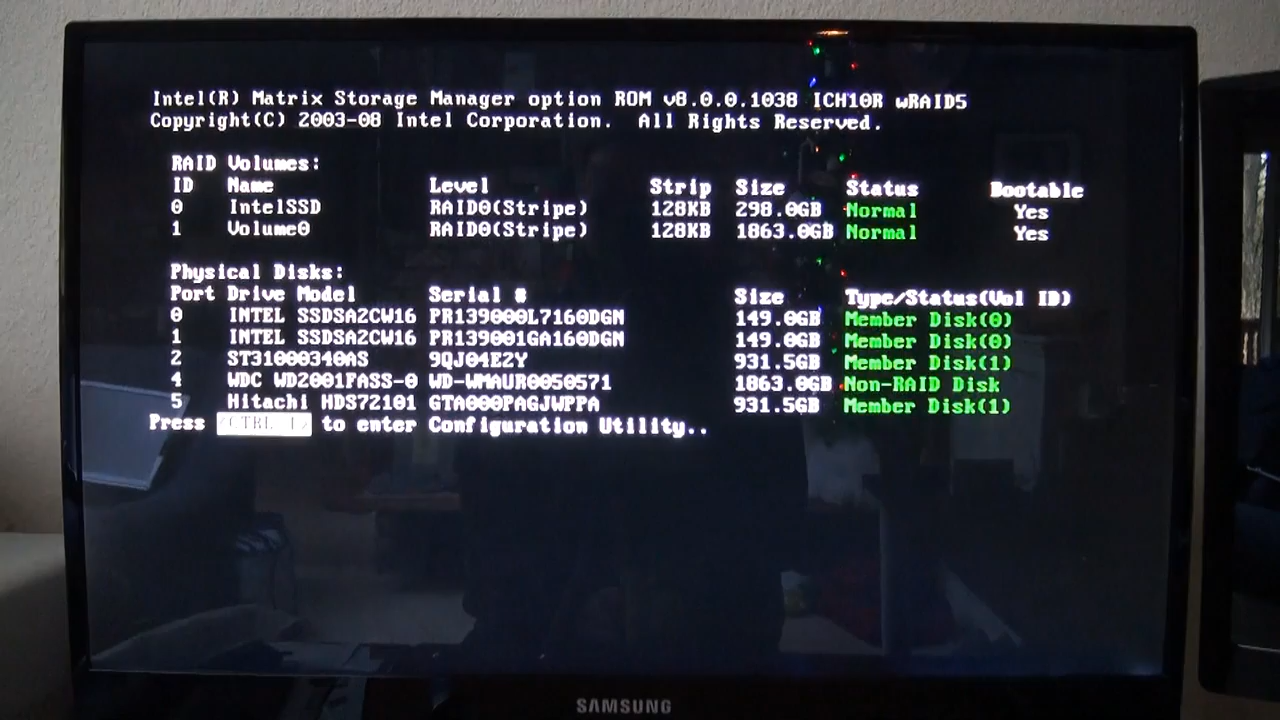 Intel(R) Matrix Storage Manager option ROM v8.0.0.1038 ICH10R wRAID5
Copyright(C) 2003-08 Intel Corporation. All Rights Reserved.
RAID Volumes:
ID Name Level Strip Size Status Bootable
0 IntelSSD RAID0(Stripe) 128KB 298.0GB Normal Yes
1 Volume0 RAID0(Stripe) 128KB 1863.0GB Normal Yes
Physical Disks:
Port Drive Model Serial # Size Type/Status(Vol ID)
0 INTEL SSDSA2CW16 PR139000L7160DGN 149.0GB Member Disk(0)
1 INTEL SSDSA2CW16 PR139001GA160DGN 149.0GB Member Disk(0)
2 ST31000340AS 9QJ04E2Y 931.5GB Member Disk(1)
4 WDC WD2001FASS-0 WD-WMAUR0050571 1863.0GB Non-RAID Disk
5 Hitachi HDS72101 GTA000PAGJWPPA 931.5GB Member Disk(1)
Press <CTRL-I> to enter Configuration Utility..
SAMSUNG